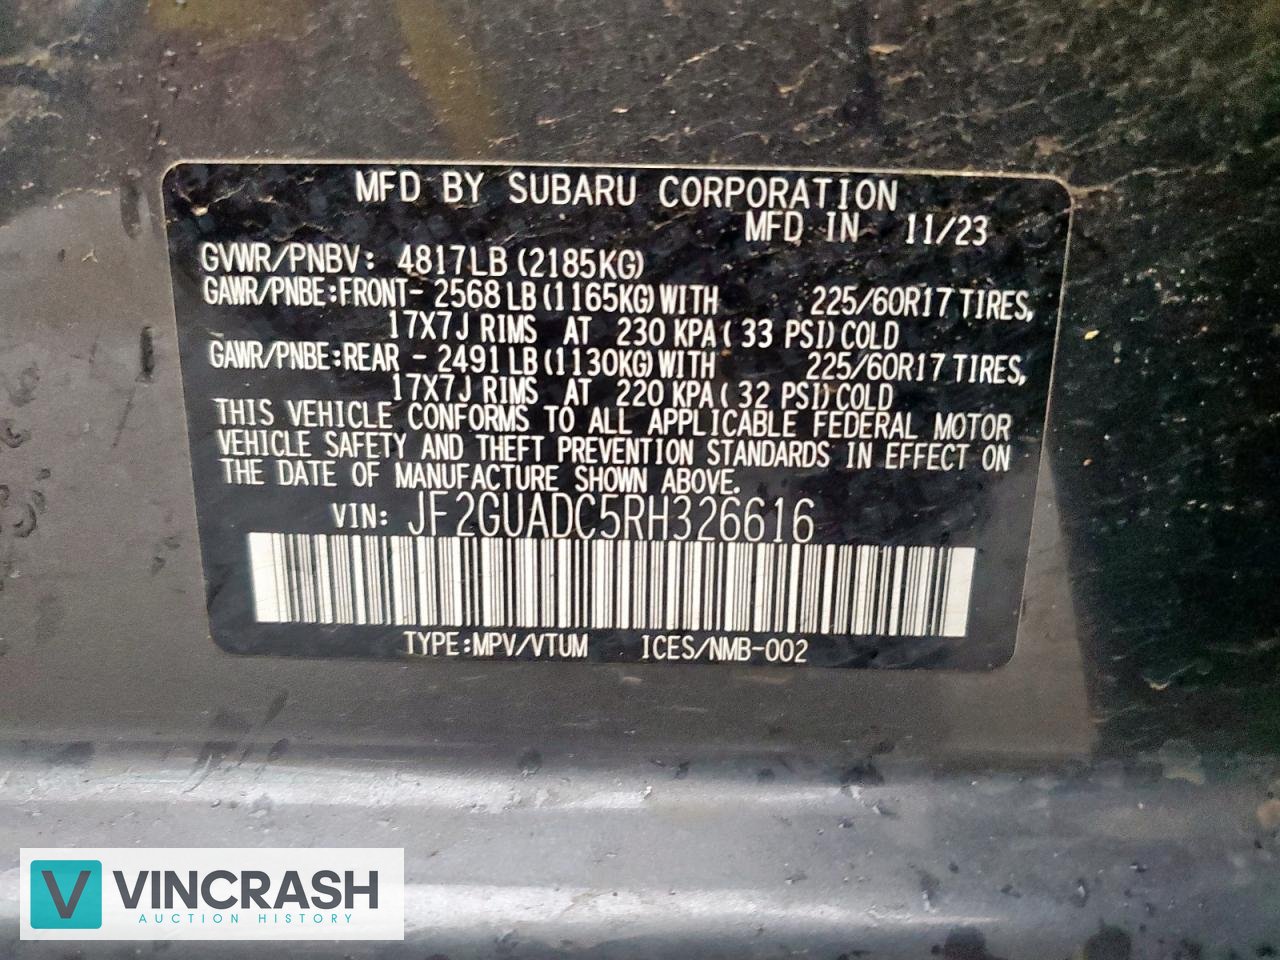 MFD BY SUBARU CORPORATION
MFD IN 11/23
GVWR/PNBV: 4817LB (2185KG)
GAWR/PNBE:FRONT- 2568 LB (1165KG) WITH 225/60R17 TIRES,
17X7J RIMS AT 230 KPA ( 33 PSI) COLD
GAWR/PNBE:REAR - 2491 LB (1130KG) WITH 225/60R17 TIRES,
17X7J RIMS AT 220 KPA ( 32 PSI) COLD
THIS VEHICLE CONFORMS TO ALL APPLICABLE FEDERAL MOTOR
VEHICLE SAFETY AND THEFT PREVENTION STANDARDS IN EFFECT ON
THE DATE OF MANUFACTURE SHOWN ABOVE.
VIN: JF2GUADC5RH326616
TYPE:MPV/VTUM ICES/NMB-002
V VINCRASH
AUCTION HISTORY